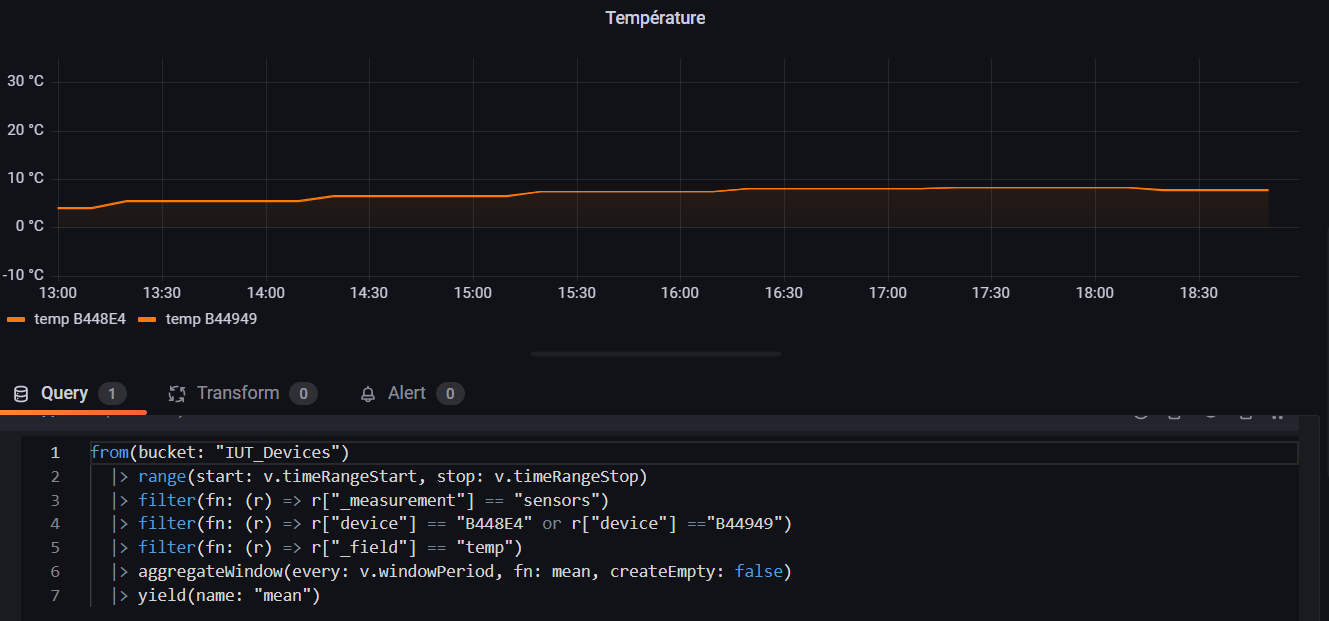 Température
30 °C
20 °C
10 °C
0 °C
-10 °C
13:00 13:30 14:00 14:30 15:00 15:30 16:00 16:30 17:00 17:30 18:00 18:30
temp B448E4 temp B44949
Query 1 Transform 0 Alert 0
1 from(bucket: "IUT_Devices")
2 |> range(start: v.timeRangeStart, stop: v.timeRangeStop)
3 |> filter(fn: (r) => r["_measurement"] == "sensors")
4 |> filter(fn: (r) => r["device"] == "B448E4" or r["device"] =="B44949")
5 |> filter(fn: (r) => r["_field"] == "temp")
6 |> aggregateWindow(every: v.windowPeriod, fn: mean, createEmpty: false)
7 |> yield(name: "mean")